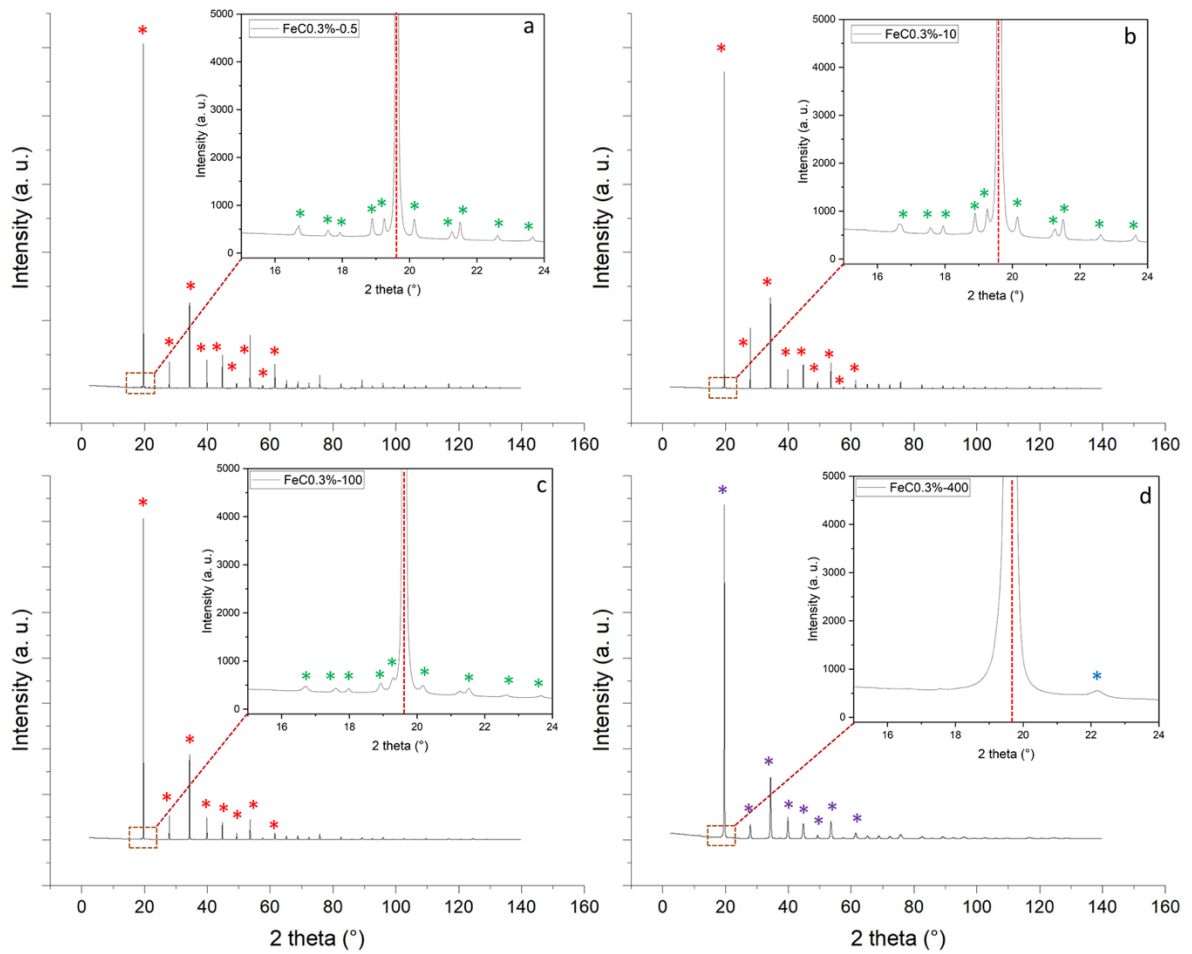 a
FeC0.3%-0.5
5000
4000
3000
2000
1000
0
Intensity (a. u.)
16 18 20 22 24
2 theta (°)
* * * * * * * * * *
* * * * * * * * * *
Intensity (a. u.)
0 20 40 60 80 100 120 140 160
b
FeC0.3%-10
5000
4000
3000
2000
1000
0
Intensity (a. u.)
16 18 20 22 24
2 theta (°)
* * * * * * * * * *
* * * * * * * * * *
Intensity (a. u.)
0 20 40 60 80 100 120 140 160
c
FeC0.3%-100
5000
4000
3000
2000
1000
0
Intensity (a. u.)
16 18 20 22 24
2 theta (°)
* * * * * * * * *
* * * * * * * *
Intensity (a. u.)
0 20 40 60 80 100 120 140 160
2 theta (°)
d
FeC0.3%-400
5000
4000
3000
2000
1000
0
Intensity (a. u.)
16 18 20 22 24
2 theta (°)
*
* * * * * * * *
Intensity (a. u.)
0 20 40 60 80 100 120 140 160
2 theta (°)